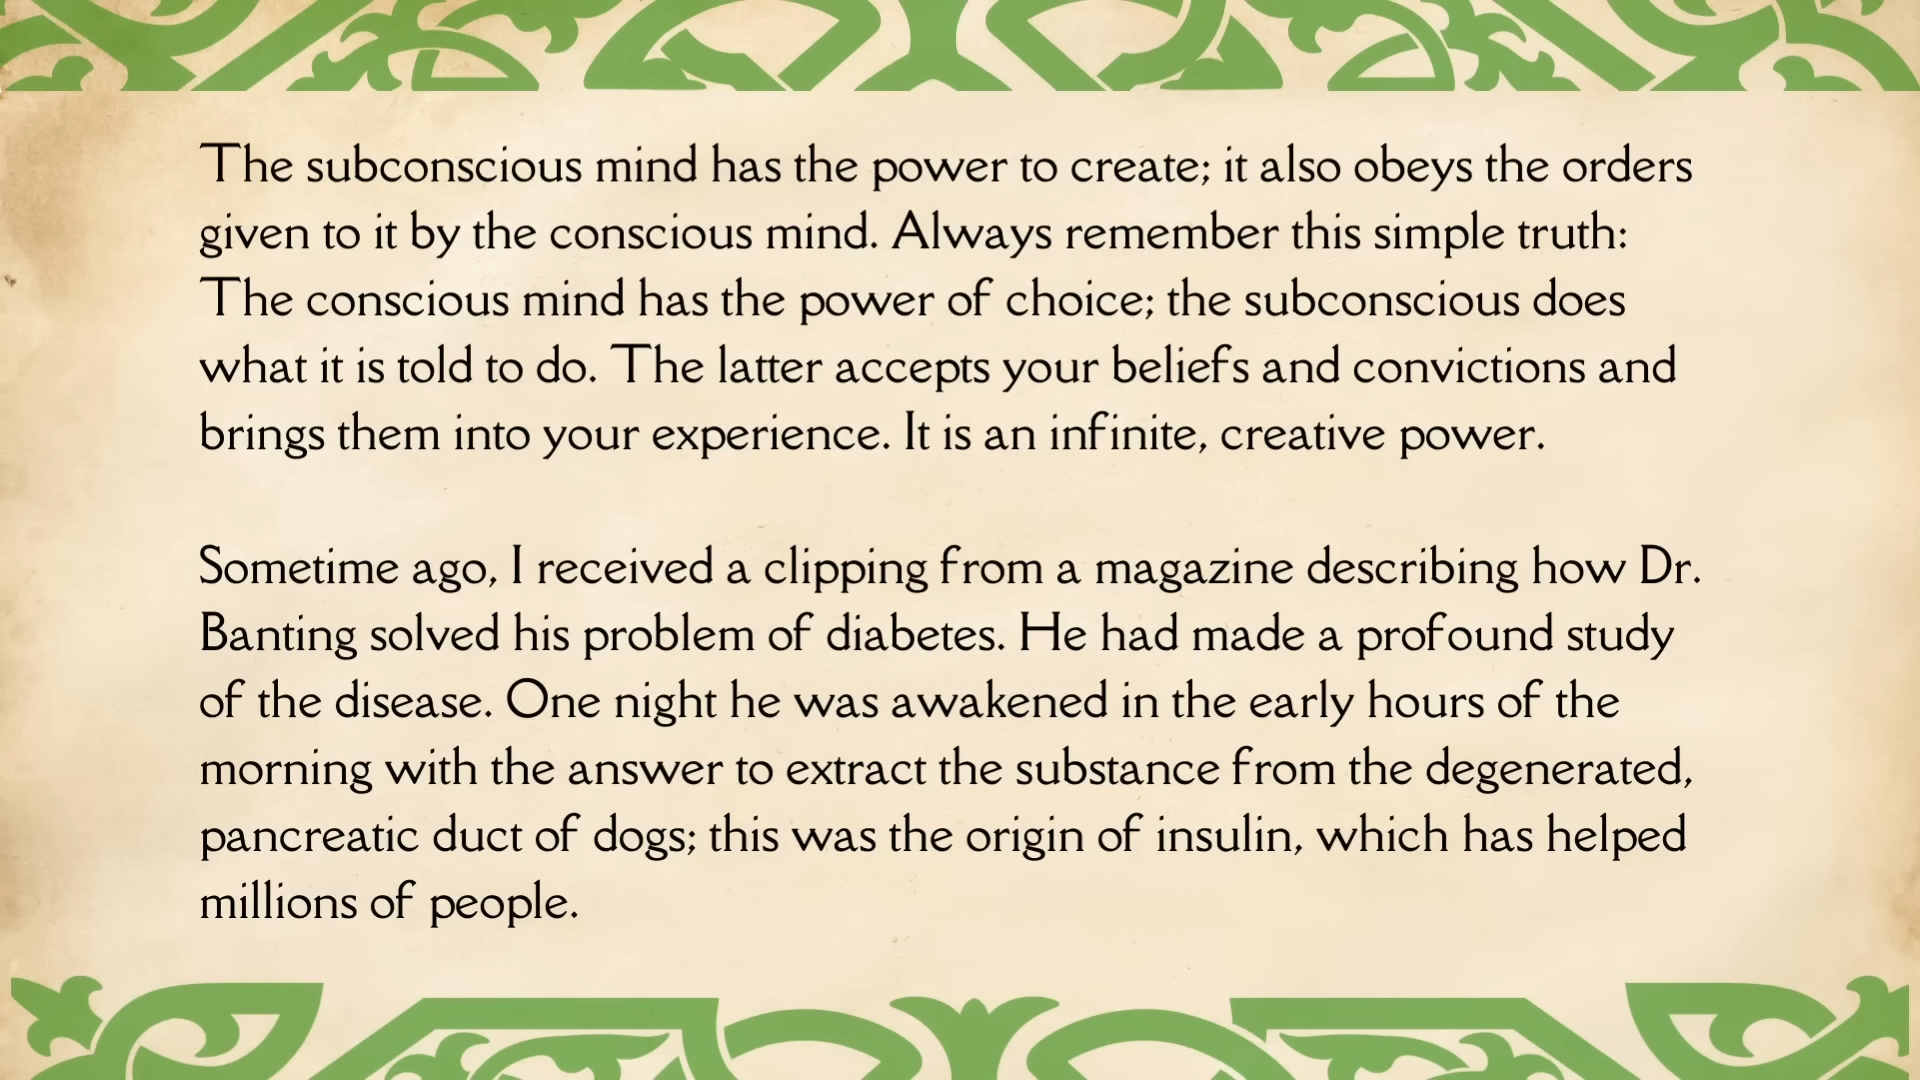 The subconscious mind has the power to create; it also obeys the orders
given to it by the conscious mind. Always remember this simple truth:
The conscious mind has the power of choice; the subconscious does
what it is told to do. The latter accepts your beliefs and convictions and
brings them into your experience. It is an infinite, creative power.
Sometime ago, I received a clipping from a magazine describing how Dr.
Banting solved his problem of diabetes. He had made a profound study
of the disease. One night he was awakened in the early hours of the
morning with the answer to extract the substance from the degenerated,
pancreatic duct of dogs; this was the origin of insulin, which has helped
millions of people.